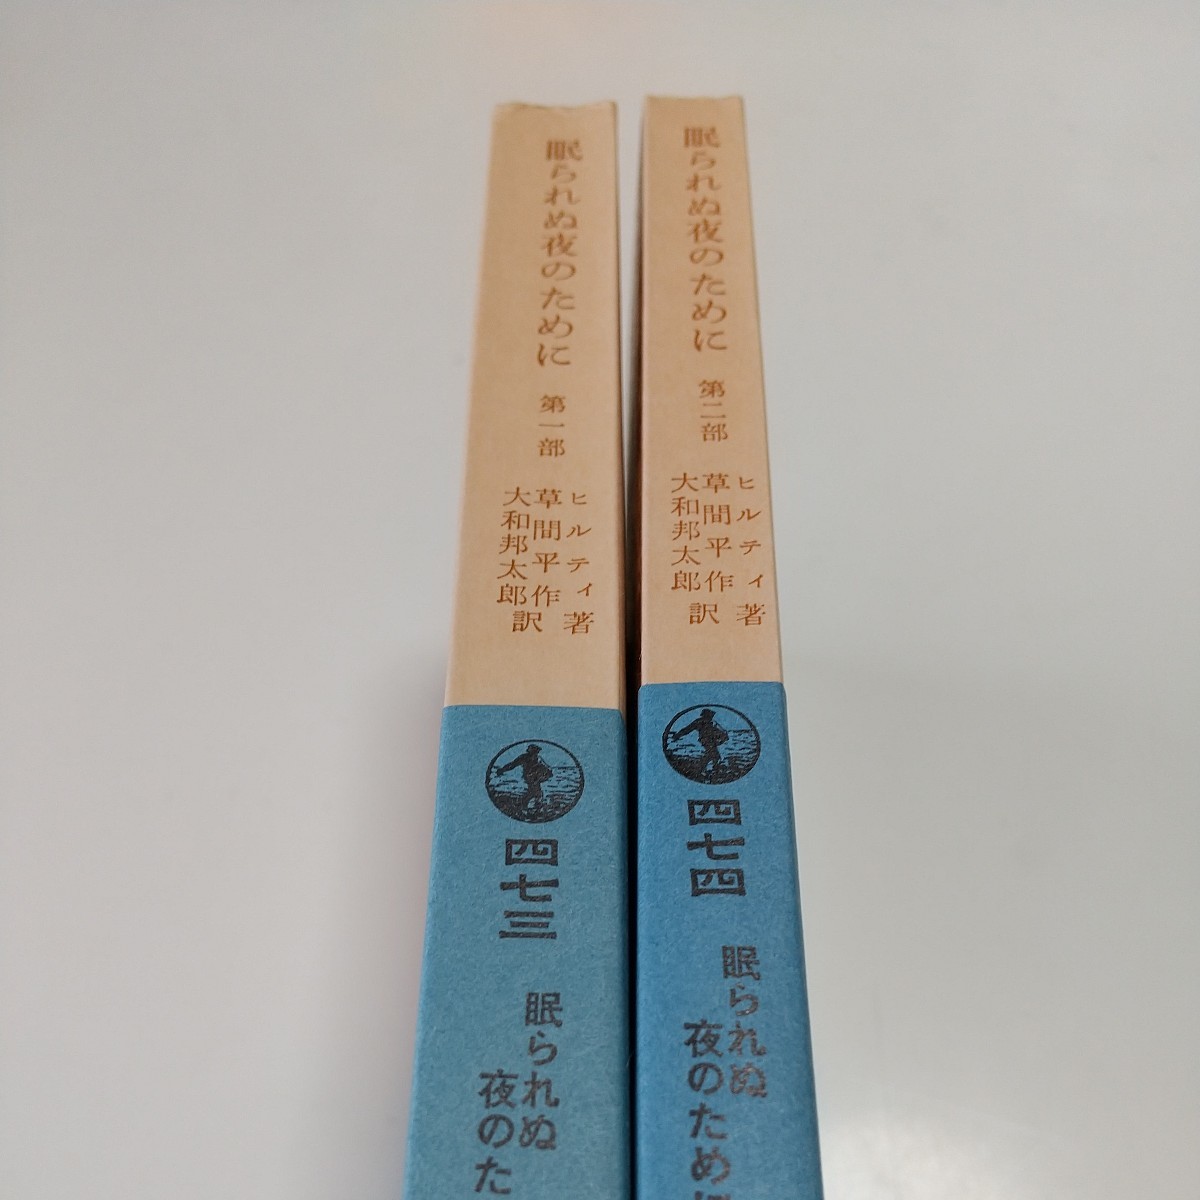 眠られぬ夜のために 第一部
ヒルティ著
草間平作
大和邦太郎
訳
四七三
眠られぬ
夜のた
眠られぬ夜のために 第二部
ヒルティ著
草間平作
大和邦太郎
訳
四七四
眠られぬ
夜のために